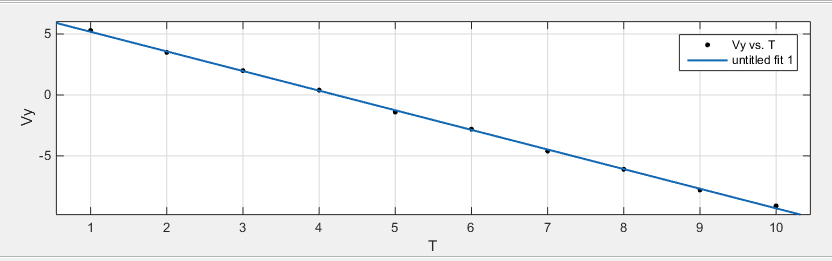 5
0
-5
Vy
Vy vs. T
untitled fit 1
1 2 3 4 5 6 7 8 9 10
T